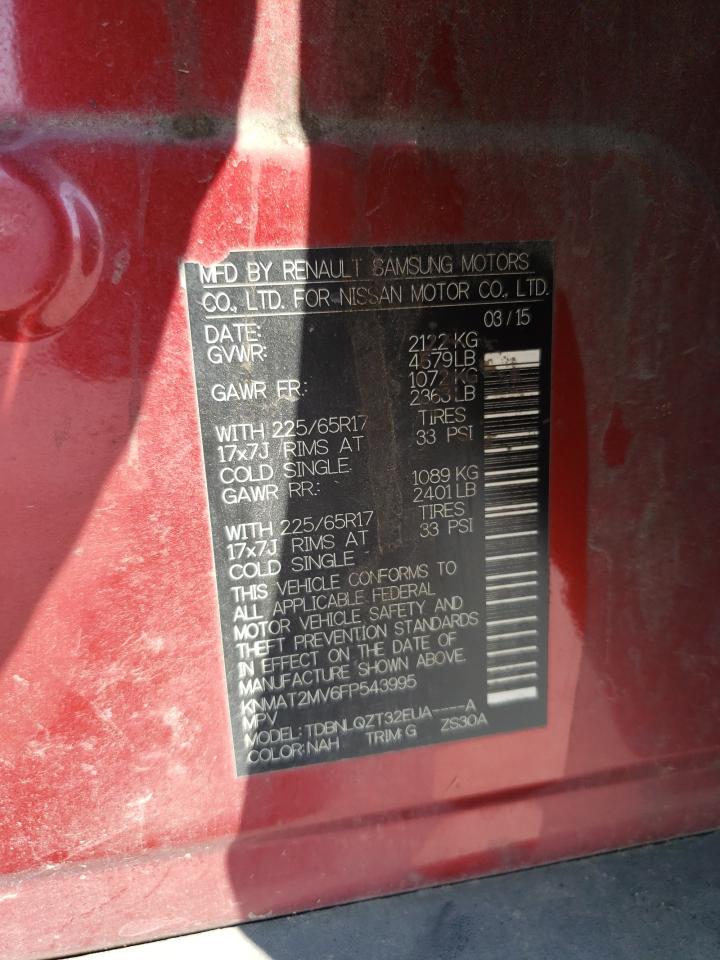 MFD BY RENAULT SAMSUNG MOTORS
CO., LTD. FOR NISSAN MOTOR CO., LTD.
DATE: 03/15
GVWR: 2122 KG
4679LB
GAWR FR.: 1072 KG
2363 LB
WITH 225/65R17 TIRES
17x7J RIMS AT 33 PSI
COLD SINGLE
GAWR RR.: 1089 KG
2401 LB
WITH 225/65R17 TIRES
17x7J RIMS AT 33 PSI
COLD SINGLE
THIS VEHICLE CONFORMS TO
ALL APPLICABLE FEDERAL
MOTOR VEHICLE SAFETY AND
THEFT PREVENTION STANDARDS
IN EFFECT ON THE DATE OF
MANUFACTURE SHOWN ABOVE.
KNMAT2MV6FP543995
MPV
MODEL: TDBNLQZT32EUA-----A
COLOR: NAH TRIM: G ZS30A